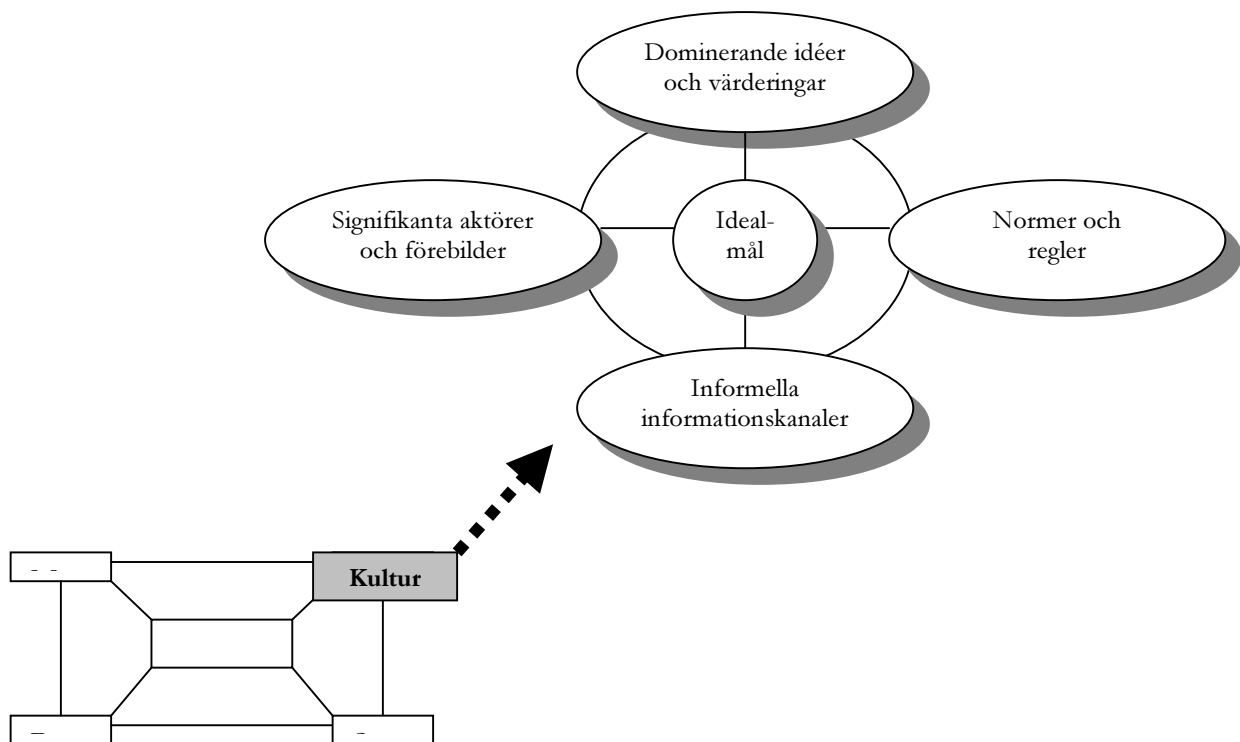 Dominerande idéer
och värderingar
Signifikanta aktörer
och förebilder
Ideal-
mål
Normer och
regler
Informella
informationskanaler
Kultur